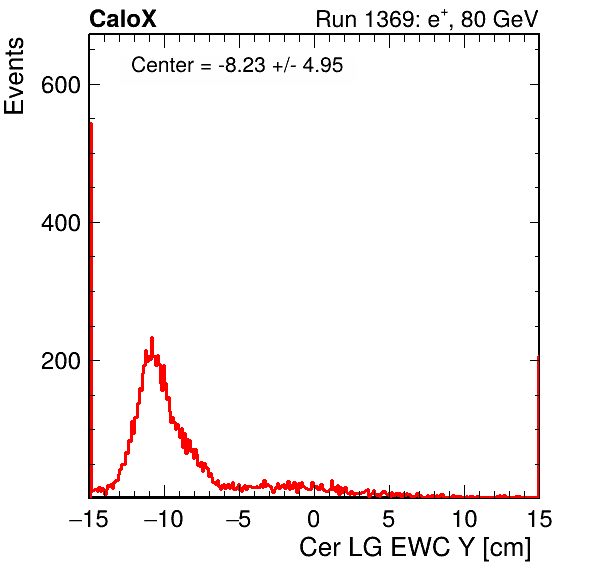 CaloX Run 1369: e⁺, 80 GeV
Events
Center = -8.23 +/- 4.95
600
400
200
−15 −10 −5 0 5 10 15
Cer LG EWC Y [cm]